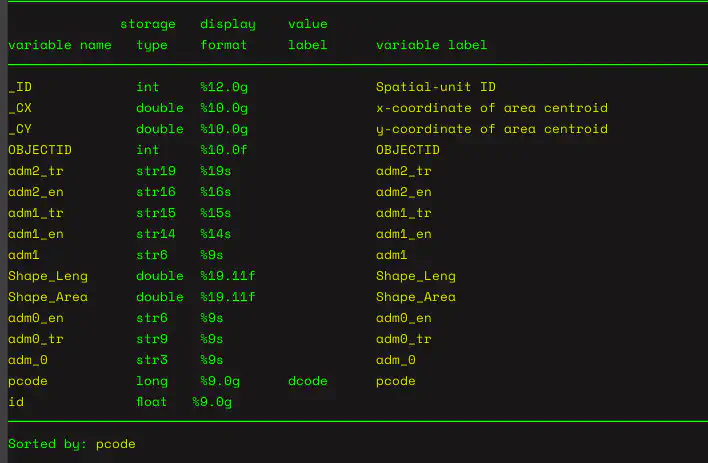 storage   display    value
variable name   type    format     label      variable label
_ID             int     %12.0g                Spatial-unit ID
_CX             double  %10.0g                x-coordinate of area centroid
_CY             double  %10.0g                y-coordinate of area centroid
OBJECTID        int     %10.0f                OBJECTID
adm2_tr         str19   %19s                  adm2_tr
adm2_en         str16   %16s                  adm2_en
adm1_tr         str15   %15s                  adm1_tr
adm1_en         str14   %14s                  adm1_en
adm1            str6    %9s                   adm1
Shape_Leng      double  %19.11f               Shape_Leng
Shape_Area      double  %19.11f               Shape_Area
adm0_en         str6    %9s                   adm0_en
adm0_tr         str9    %9s                   adm0_tr
adm_0           str3    %9s                   adm_0
pcode           long    %9.0g      dcode      pcode
id              float   %9.0g
Sorted by: pcode